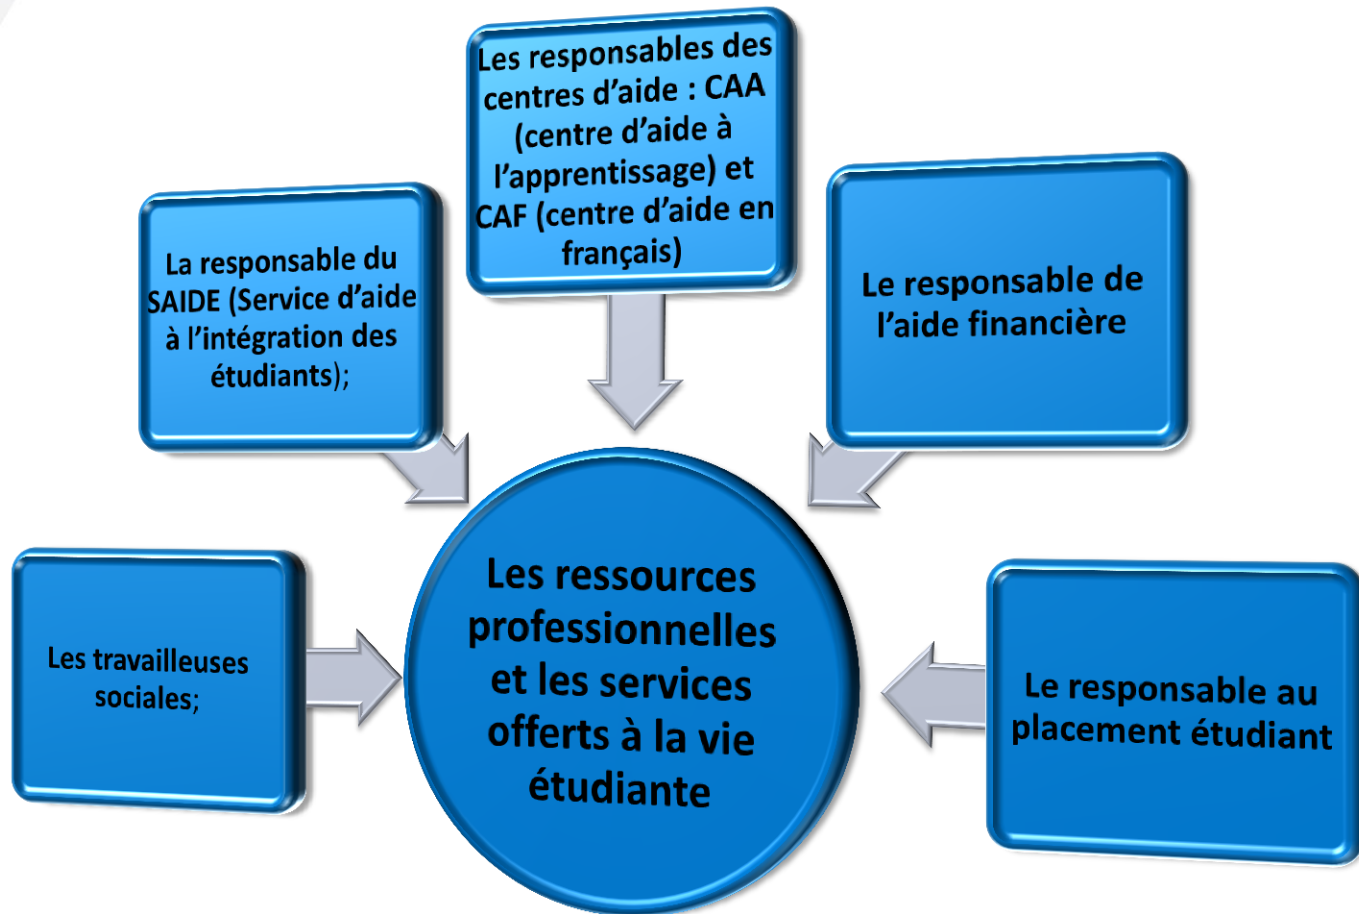 Les responsables des
centres d’aide : CAA
(centre d’aide à
l’apprentissage) et
CAF (centre d’aide en
français)
La responsable du
SAIDE (Service d’aide
à l’intégration des
étudiants);
Le responsable de
l’aide financière
Les travailleuses
sociales;
Les ressources
professionnelles
et les services
offerts à la vie
étudiante
Le responsable au
placement étudiant